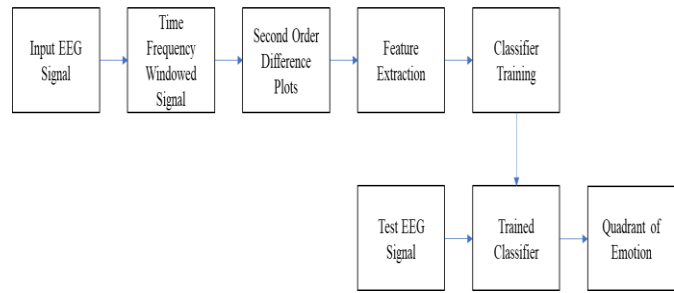 Input EEG
Signal
Time
Frequency
Windowed
Signal
Second Order
Difference
Plots
Feature
Extraction
Classifier
Training
Test EEG
Signal
Trained
Classifier
Quadrant of
Emotion